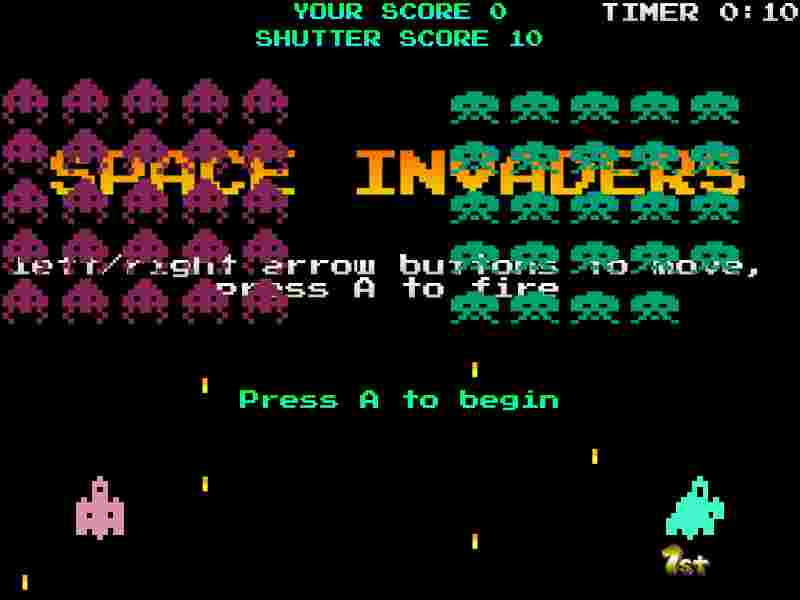 YOUR SCORE 0
TIMER 0:10
SHUTTER SCORE 10
SPACE INVADERS
left/right arrow buttons to move,
press A to fire
Press A to begin
1st